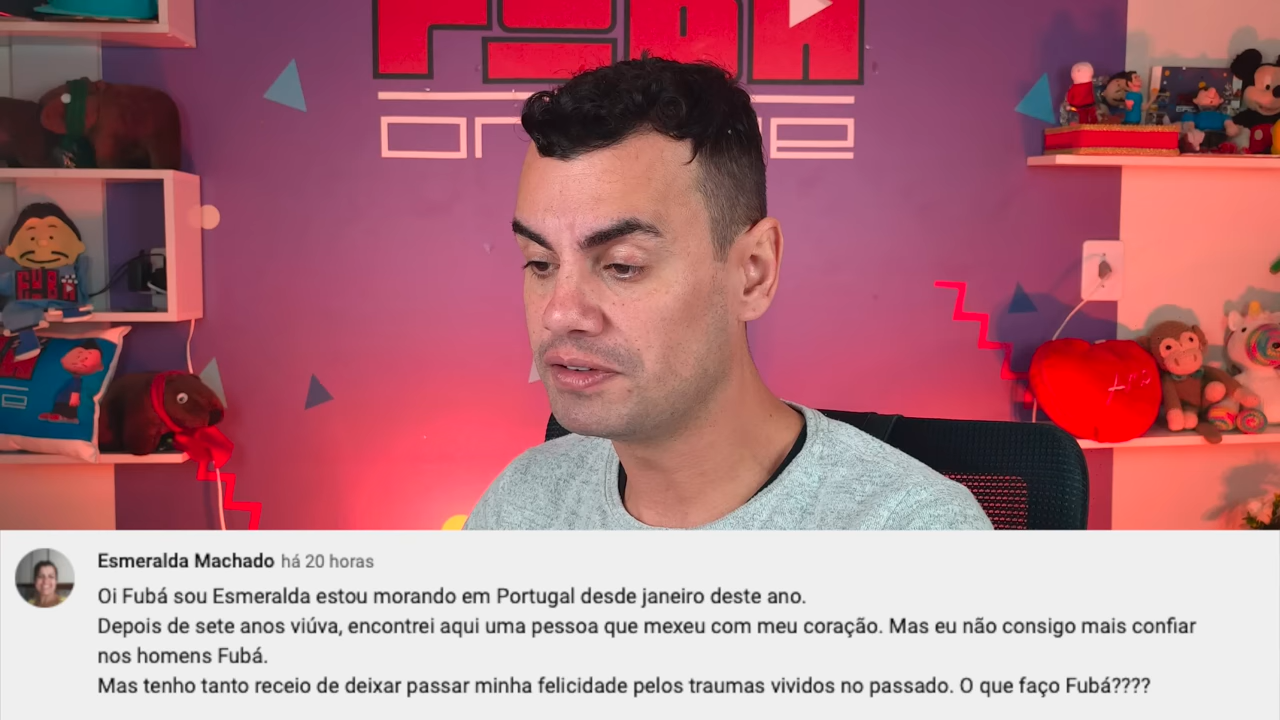 FUBÁ
Esmeralda Machado há 20 horas
Oi Fubá sou Esmeralda estou morando em Portugal desde janeiro deste ano.
Depois de sete anos viúva, encontrei aqui uma pessoa que mexeu com meu coração. Mas eu não consigo mais confiar
nos homens Fubá.
Mas tenho tanto receio de deixar passar minha felicidade pelos traumas vividos no passado. O que faço Fubá????